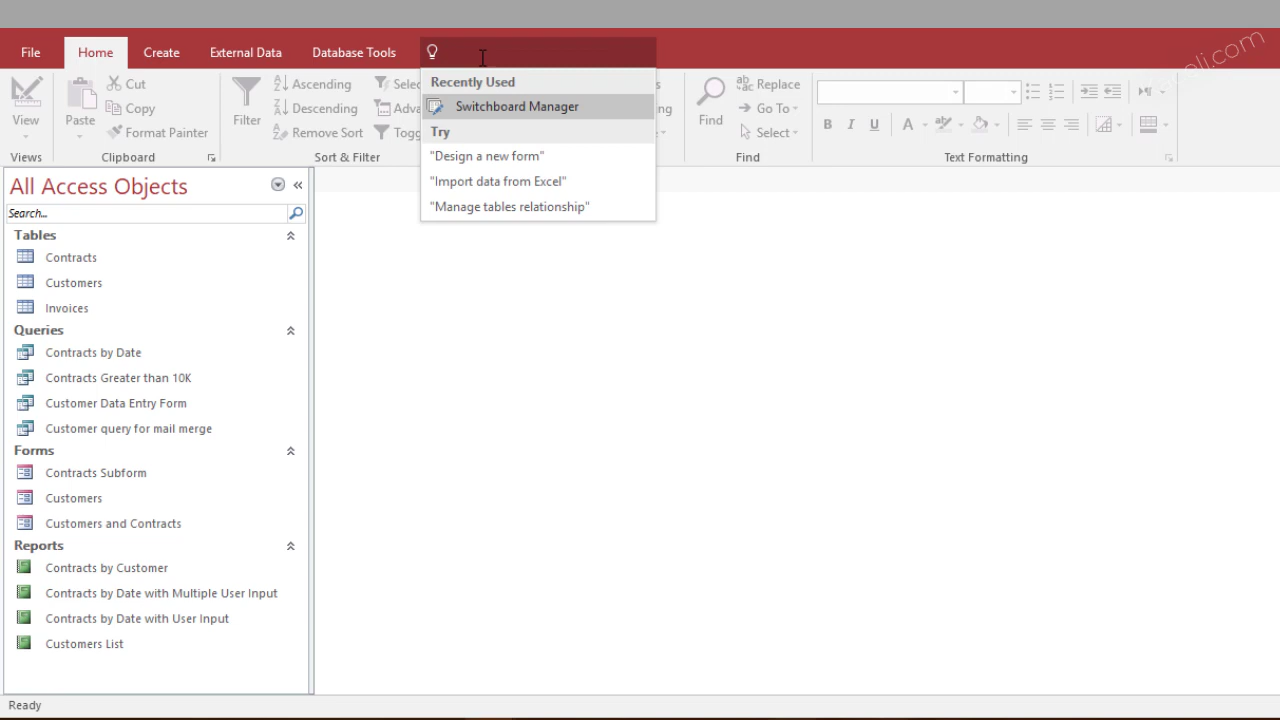 File
Home
Create
External Data
Database Tools
View
Paste
Cut
Copy
Format Painter
Filter
Ascending
Descending
Remove Sort
Find
Replace
Go To
Select
B I U
A
Views
Clipboard
Sort & Filter
Find
Text Formatting
Recently Used
Switchboard Manager
Try
"Design a new form"
"Import data from Excel"
"Manage tables relationship"
All Access Objects
Search...
Tables
Contracts
Customers
Invoices
Queries
Contracts by Date
Contracts Greater than 10K
Customer Data Entry Form
Customer query for mail merge
Forms
Contracts Subform
Customers
Customers and Contracts
Reports
Contracts by Customer
Contracts by Date with Multiple User Input
Contracts by Date with User Input
Customers List
Ready